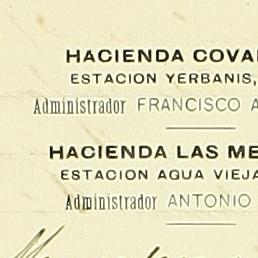 HACIENDA COVA
ESTACION YERBANIS,
Administrador FRANCISCO A
HACIENDA LAS ME
ESTACION AGUA VIEJA
Administrador ANTONIO